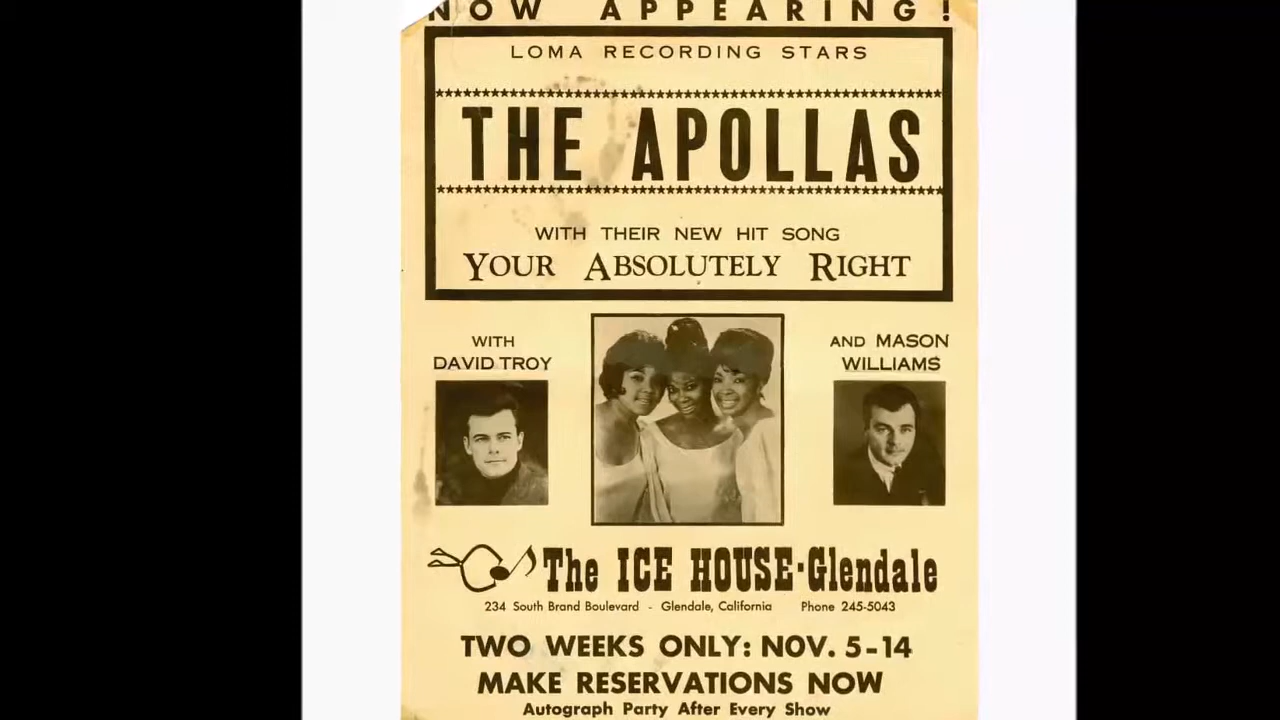 NOW APPEARING!
LOMA RECORDING STARS
THE APOLLAS
WITH THEIR NEW HIT SONG
YOUR ABSOLUTELY RIGHT
WITH
DAVID TROY
AND MASON
WILLIAMS
The ICE HOUSE·Glendale
234 South Brand Boulevard - Glendale, California Phone 245-5043
TWO WEEKS ONLY: NOV. 5-14
MAKE RESERVATIONS NOW
Autograph Party After Every Show